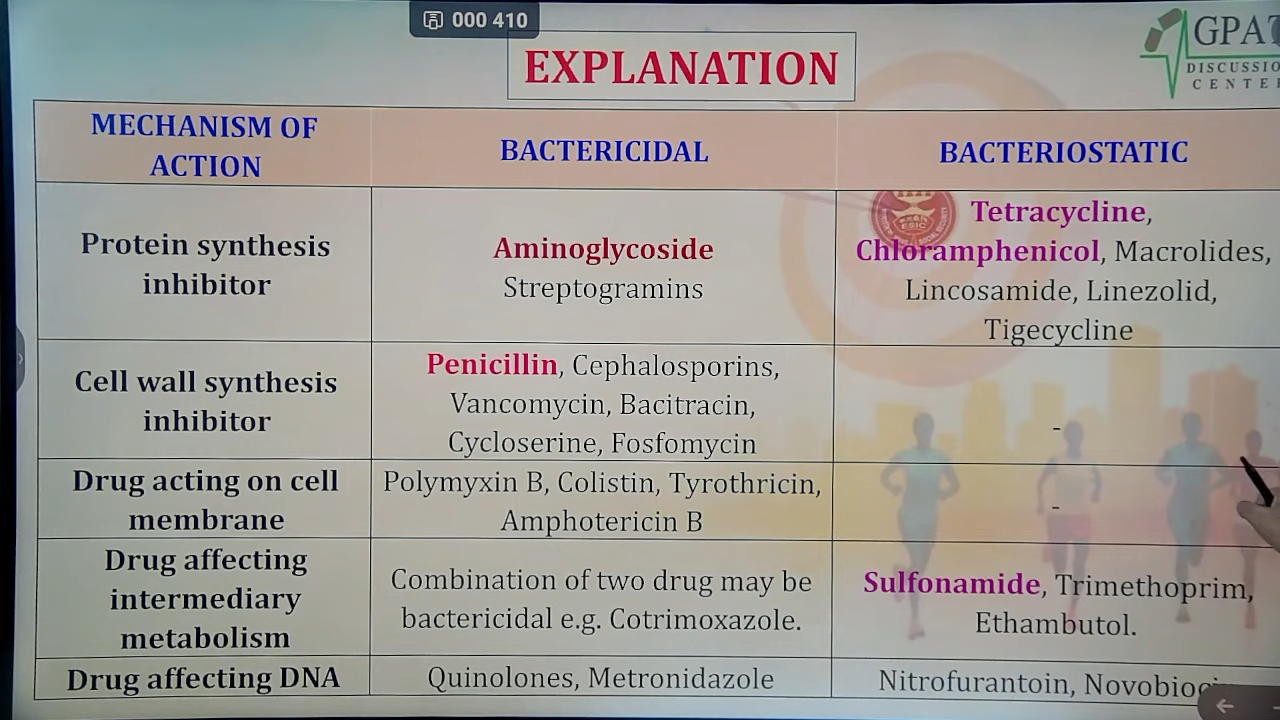 000 410
EXPLANATION
GPAT
DISCUSSION
CENTER
MECHANISM OF
ACTION
BACTERICIDAL
BACTERIOSTATIC
Protein synthesis
inhibitor
Aminoglycoside
Streptogramins
Tetracycline,
Chloramphenicol, Macrolides,
Lincosamide, Linezolid,
Tigecycline
Cell wall synthesis
inhibitor
Penicillin, Cephalosporins,
Vancomycin, Bacitracin,
Cycloserine, Fosfomycin
-
Drug acting on cell
membrane
Polymyxin B, Colistin, Tyrothricin,
Amphotericin B
-
Drug affecting
intermediary
metabolism
Combination of two drug may be
bactericidal e.g. Cotrimoxazole.
Sulfonamide, Trimethoprim,
Ethambutol.
Drug affecting DNA
Quinolones, Metronidazole
Nitrofurantoin,